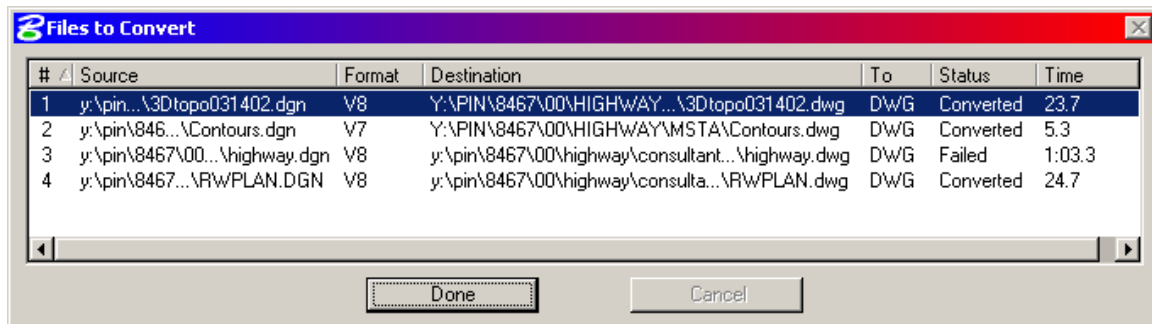 Files to Convert
# Source Format Destination To Status Time
1 y:\pin...\3Dtopo031402.dgn V8 Y:\PIN\8467\00\HIGHWAY...\3Dtopo031402.dwg DWG Converted 23.7
2 y:\pin\846...\Contours.dgn V7 Y:\PIN\8467\00\HIGHWAY\MSTA\Contours.dwg DWG Converted 5.3
3 y:\pin\8467\00...\highway.dgn V8 y:\pin\8467\00\highway\consultant...\highway.dwg DWG Failed 1:03.3
4 y:\pin\8467...\RWPLAN.DGN V8 y:\pin\8467\00\highway\consulta...\RWPLAN.dwg DWG Converted 24.7
Done Cancel